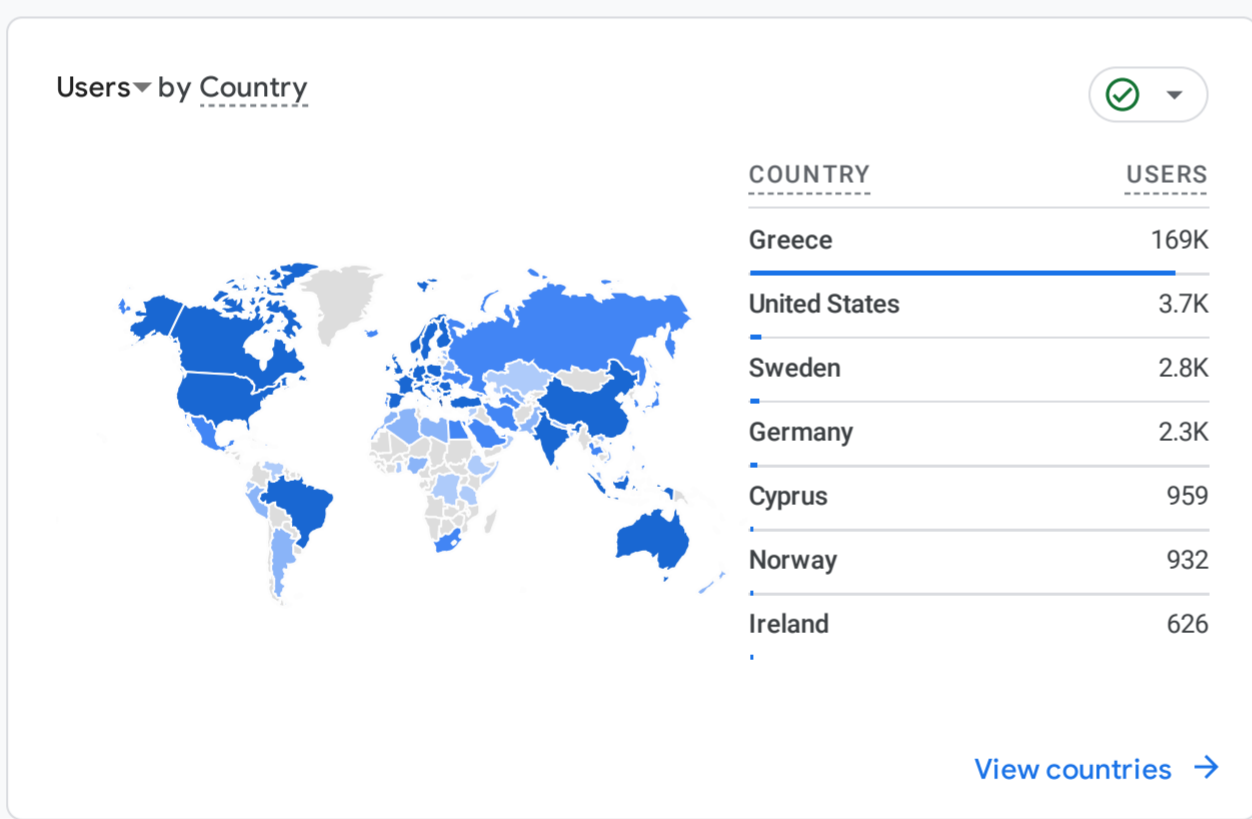 Users by Country
COUNTRY USERS
Greece 169K
United States 3.7K
Sweden 2.8K
Germany 2.3K
Cyprus 959
Norway 932
Ireland 626
View countries